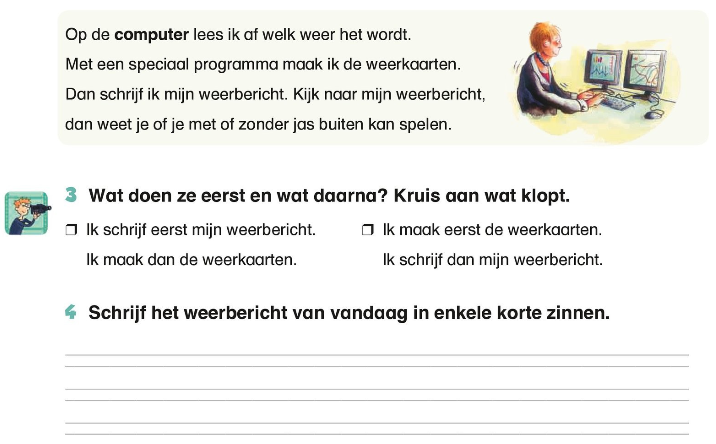 Op de computer lees ik af welk weer het wordt.
Met een speciaal programma maak ik de weerkaarten.
Dan schrijf ik mijn weerbericht. Kijk naar mijn weerbericht,
dan weet je of je met of zonder jas buiten kan spelen.
3 Wat doen ze eerst en wat daarna? Kruis aan wat klopt.
❒ Ik schrijf eerst mijn weerbericht. ❒ Ik maak eerst de weerkaarten.
Ik maak dan de weerkaarten. Ik schrijf dan mijn weerbericht.
4 Schrijf het weerbericht van vandaag in enkele korte zinnen.